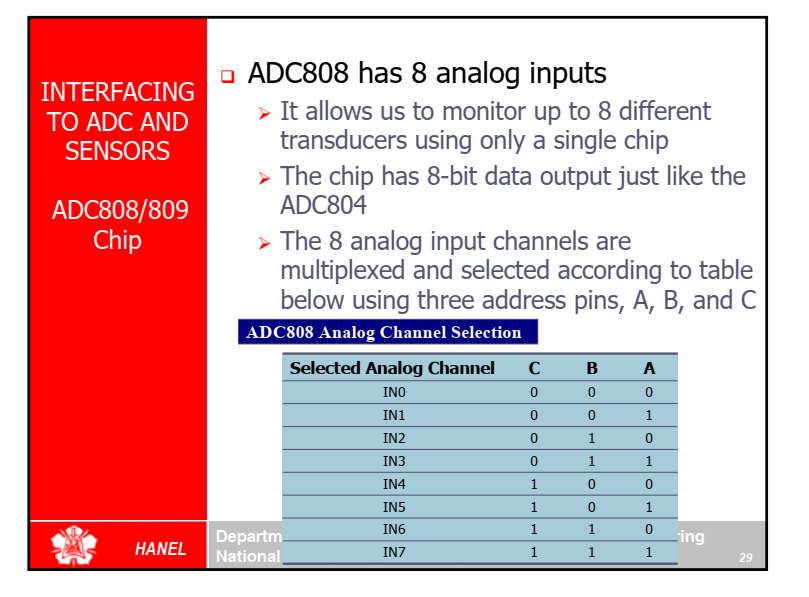 INTERFACING
TO ADC AND
SENSORS
ADC808/809
Chip
ADC808 has 8 analog inputs
It allows us to monitor up to 8 different
transducers using only a single chip
The chip has 8-bit data output just like the
ADC804
The 8 analog input channels are
multiplexed and selected according to table
below using three address pins, A, B, and C
ADC808 Analog Channel Selection
Selected Analog Channel C B A
IN0 0 0 0
IN1 0 0 1
IN2 0 1 0
IN3 0 1 1
IN4 1 0 0
IN5 1 0 1
IN6 1 1 0
IN7 1 1 1
HANEL
Departm ring
National
29